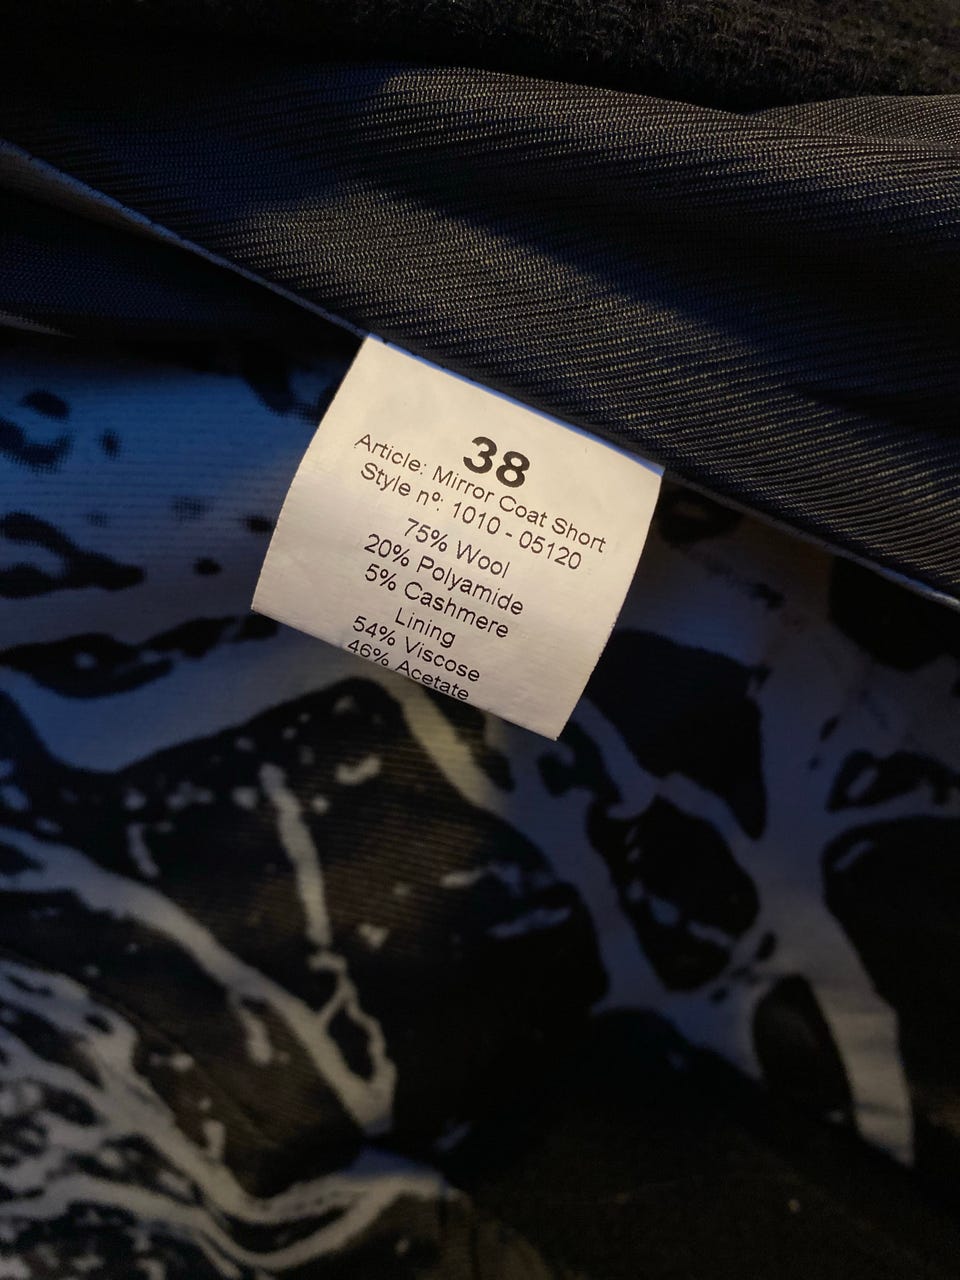 38
Article: Mirror Coat Short
Style nº: 1010 - 05120
75% Wool
20% Polyamide
5% Cashmere
Lining
54% Viscose
46% Acetate